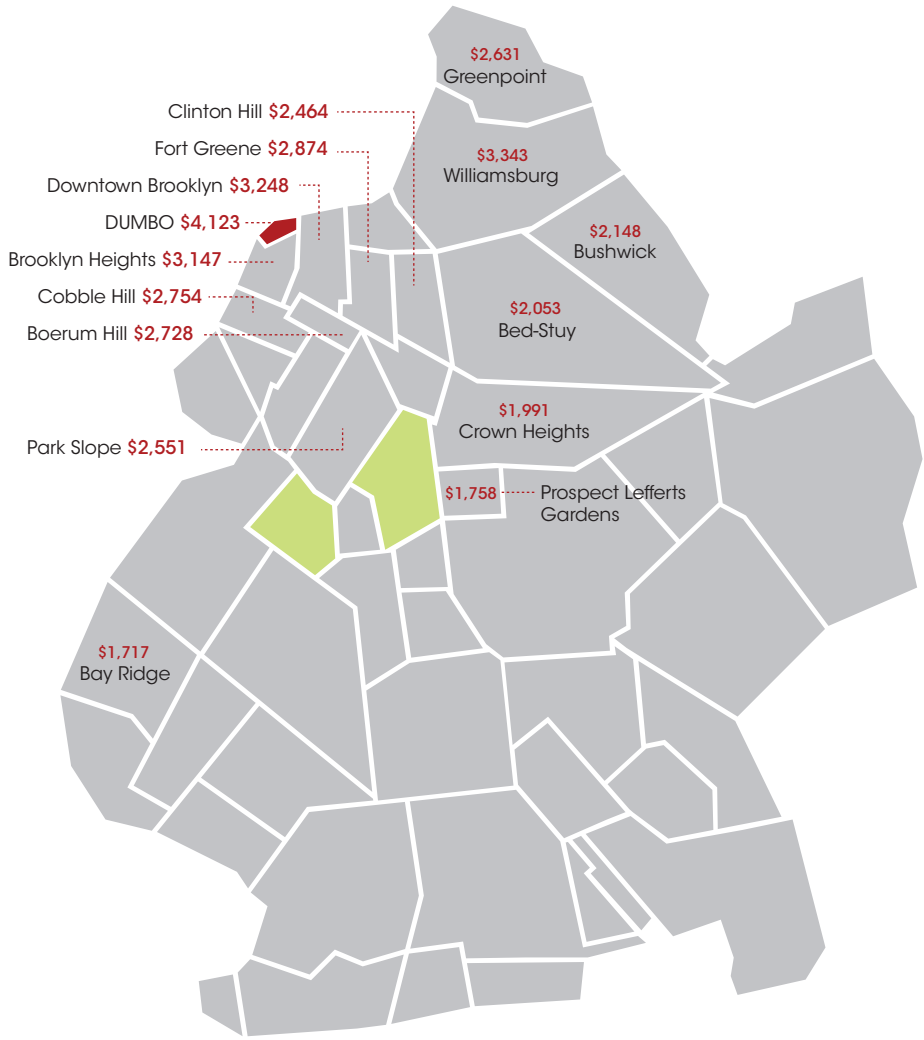 $2,631
Greenpoint
Clinton Hill $2,464
Fort Greene $2,874
$3,343
Williamsburg
Downtown Brooklyn $3,248
DUMBO $4,123
$2,148
Bushwick
Brooklyn Heights $3,147
Cobble Hill $2,754
$2,053
Bed-Stuy
Boerum Hill $2,728
$1,991
Crown Heights
Park Slope $2,551
$1,758 Prospect Lefferts
Gardens
$1,717
Bay Ridge